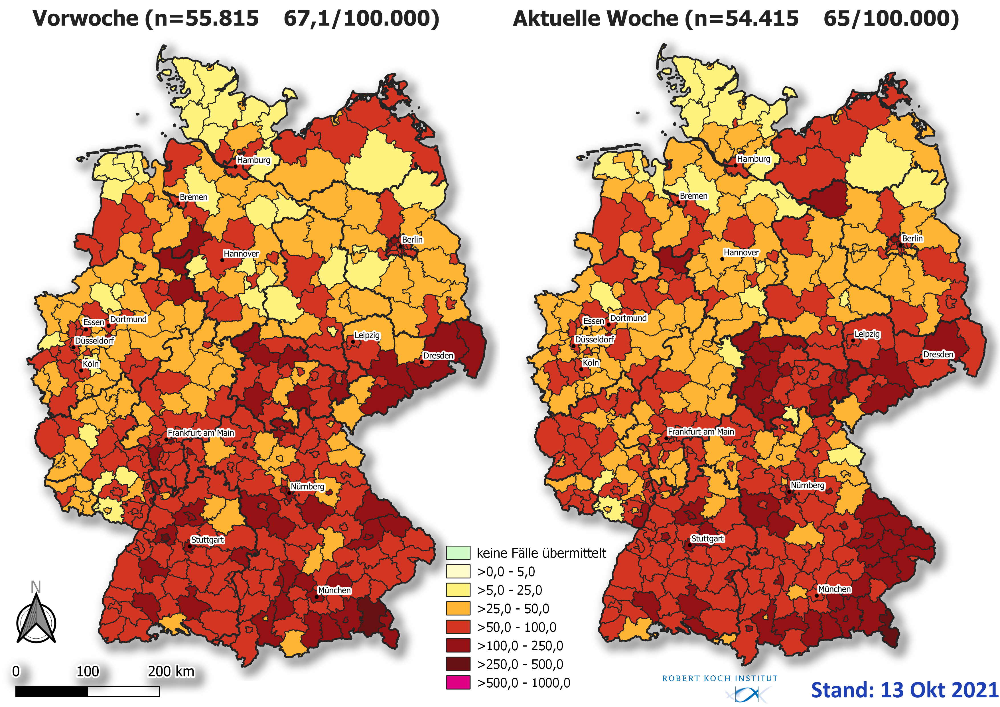 Vorwoche (n=55.815 67,1/100.000)
Aktuelle Woche (n=54.415 65/100.000)
Hamburg
Bremen
Berlin
Hannover
Essen
Dortmund
Düsseldorf
Leipzig
Köln
Dresden
Frankfurt am Main
Nürnberg
Stuttgart
München
Hamburg
Bremen
Berlin
Hannover
Essen
Dortmund
Düsseldorf
Leipzig
Köln
Dresden
Frankfurt am Main
Nürnberg
Stuttgart
München
keine Fälle übermittelt
>0,0 - 5,0
>5,0 - 25,0
>25,0 - 50,0
>50,0 - 100,0
>100,0 - 250,0
>250,0 - 500,0
>500,0 - 1000,0
N
0 100 200 km
ROBERT KOCH INSTITUT
Stand: 13 Okt 2021